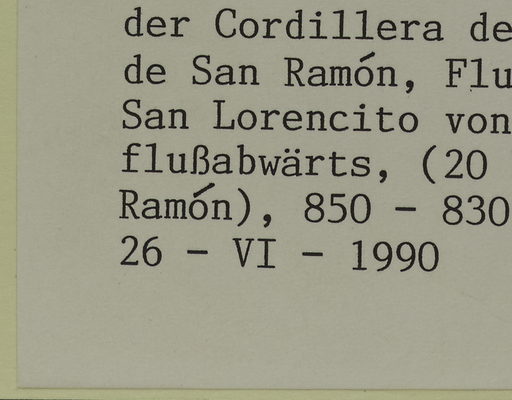 der Cordillera de
de San Ramón, Flu
San Lorencito von
flußabwärts, (20
Ramón), 850 - 830
26 - VI - 1990